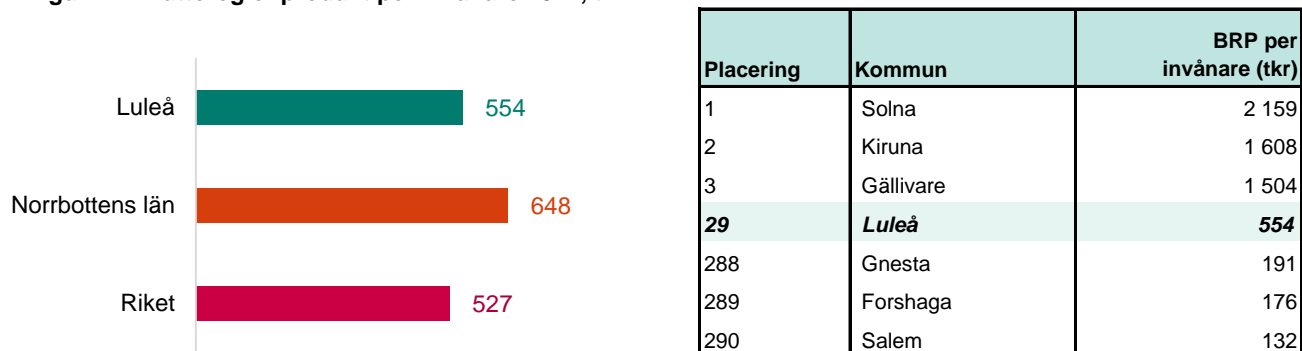 Luleå 554
Norrbottens län 648
Riket 527
Placering Kommun BRP per invånare (tkr)
1 Solna 2 159
2 Kiruna 1 608
3 Gällivare 1 504
29 Luleå 554
288 Gnesta 191
289 Forshaga 176
290 Salem 132